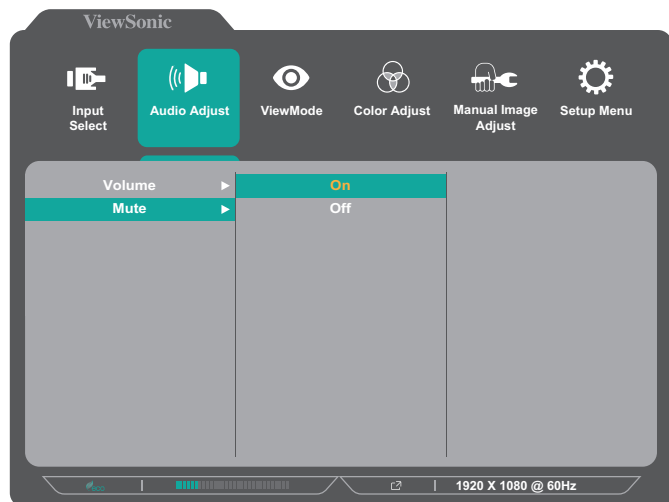 ViewSonic
Input
Select
Audio Adjust
ViewMode
Color Adjust
Manual Image
Adjust
Setup Menu
Volume
On
Mute
Off
eco
1920 X 1080 @ 60Hz